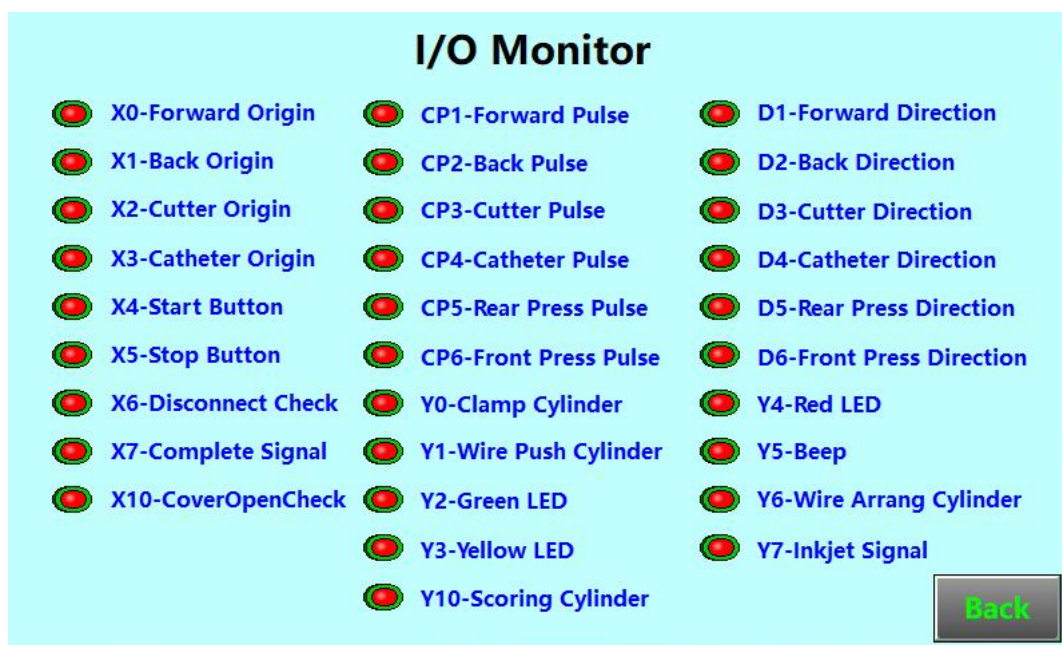 I/O Monitor
X0-Forward Origin
X1-Back Origin
X2-Cutter Origin
X3-Catheter Origin
X4-Start Button
X5-Stop Button
X6-Disconnect Check
X7-Complete Signal
X10-CoverOpenCheck
CP1-Forward Pulse
CP2-Back Pulse
CP3-Cutter Pulse
CP4-Catheter Pulse
CP5-Rear Press Pulse
CP6-Front Press Pulse
Y0-Clamp Cylinder
Y1-Wire Push Cylinder
Y2-Green LED
Y3-Yellow LED
Y10-Scoring Cylinder
D1-Forward Direction
D2-Back Direction
D3-Cutter Direction
D4-Catheter Direction
D5-Rear Press Direction
D6-Front Press Direction
Y4-Red LED
Y5-Beep
Y6-Wire Arrang Cylinder
Y7-Inkjet Signal
Back